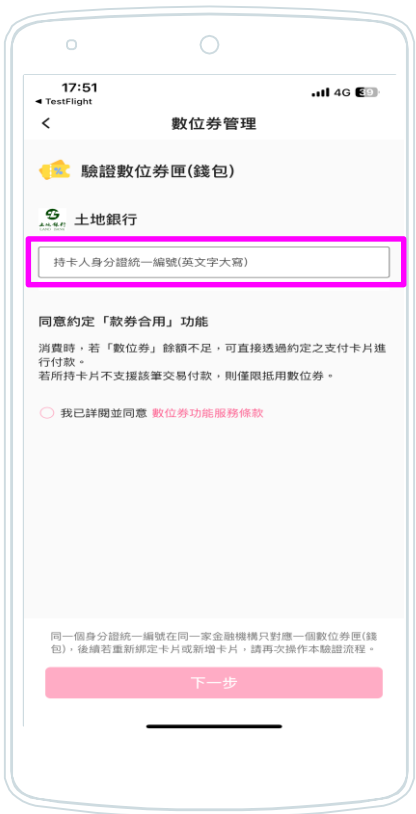 17:51
4G 39
◀ TestFlight
數位券管理
驗證數位券匣(錢包)
土地銀行
持卡人身分證統一編號(英文字大寫)
同意約定「款券合用」功能
消費時，若「數位券」餘額不足，可直接透過約定之支付卡片進
行付款。
若所持卡片不支援該筆交易付款，則僅限抵用數位券。
我已詳閱並同意 數位券功能服務條款
同一個身分證統一編號在同一家金融機構只對應一個數位券匣(錢
包)，後續若重新綁定卡片或新增卡片，請再次操作本驗證流程。
下一步